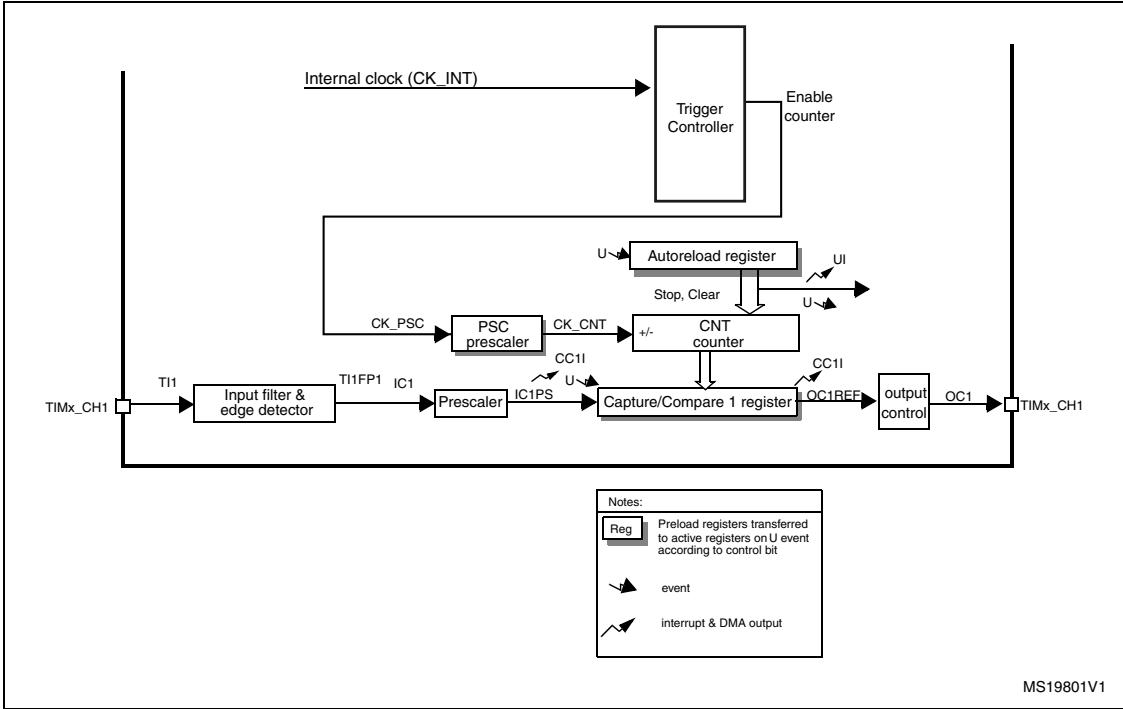 Internal clock (CK_INT)
Trigger
Controller
Enable
counter
U
Autoreload register
UI
Stop, Clear
U
CK_PSC
PSC
prescaler
CK_CNT
+/-
CNT
counter
CC1I
CC1I
TI1
TI1FP1
IC1
U
TIMx_CH1
Input filter &
edge detector
Prescaler
IC1PS
Capture/Compare 1 register
OC1REF
output
control
OC1
TIMx_CH1
Notes:
Reg
Preload registers transferred
to active registers on U event
according to control bit
event
interrupt & DMA output
MS19801V1